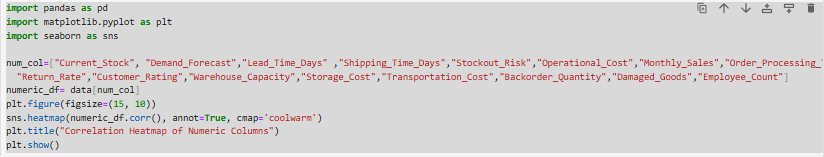 import pandas as pd
import matplotlib.pyplot as plt
import seaborn as sns
num_col=["Current_Stock", "Demand_Forecast","Lead_Time_Days" ,"Shipping_Time_Days","Stockout_Risk","Operational_Cost","Monthly_Sales","Order_Processing_
"Return_Rate","Customer_Rating","Warehouse_Capacity","Storage_Cost","Transportation_Cost","Backorder_Quantity","Damaged_Goods","Employee_Count"]
numeric_df= data[num_col]
plt.figure(figsize=(15, 10))
sns.heatmap(numeric_df.corr(), annot=True, cmap='coolwarm')
plt.title("Correlation Heatmap of Numeric Columns")
plt.show()